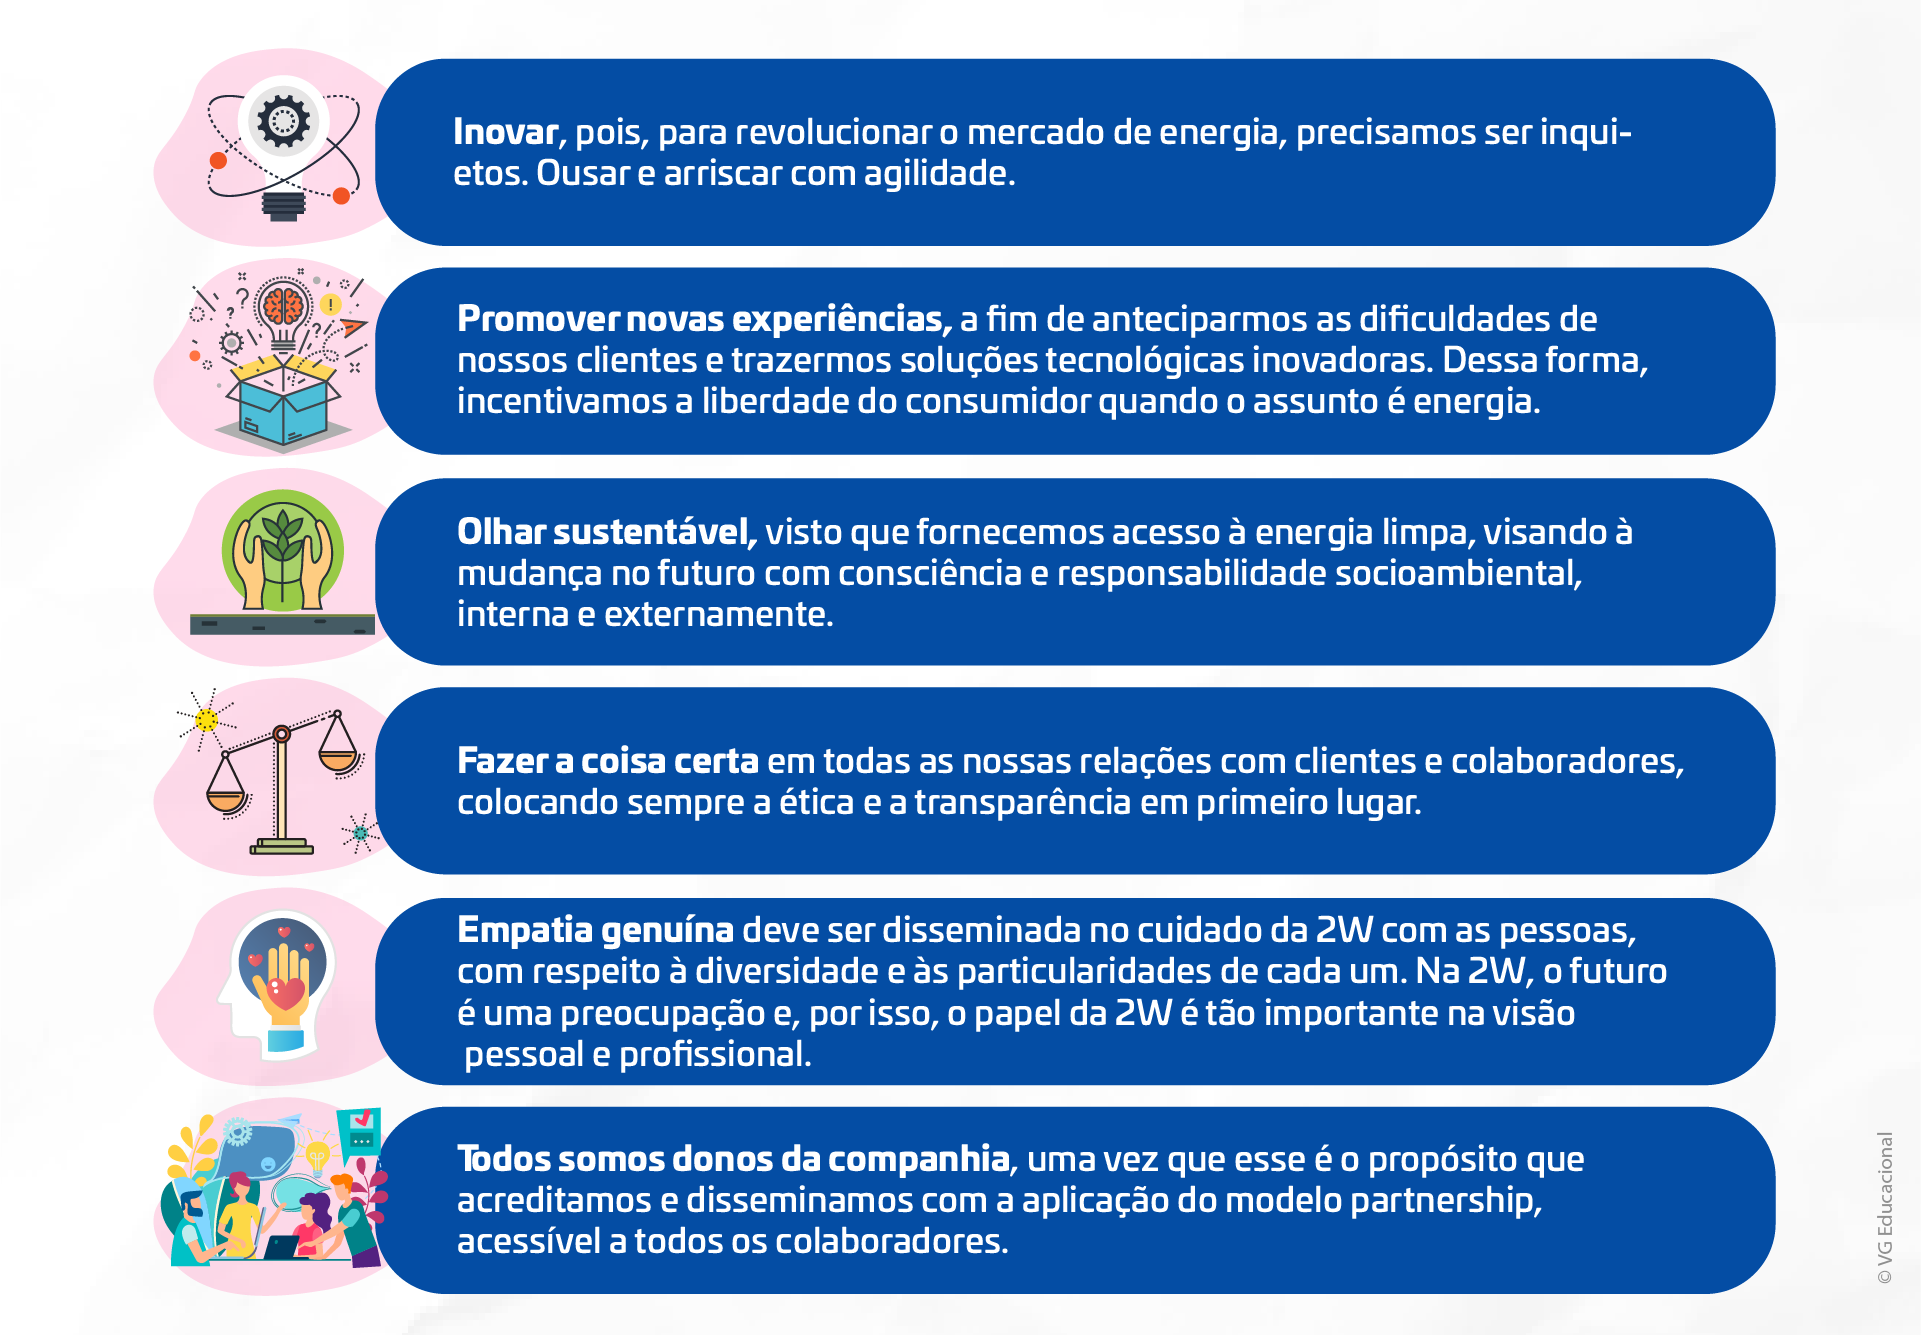 Inovar, pois, para revolucionar o mercado de energia, precisamos ser inqui-
etos. Ousar e arriscar com agilidade.
Promover novas experiências, a fim de anteciparmos as dificuldades de
nossos clientes e trazermos soluções tecnológicas inovadoras. Dessa forma,
incentivamos a liberdade do consumidor quando o assunto é energia.
Olhar sustentável, visto que fornecemos acesso à energia limpa, visando à
mudança no futuro com consciência e responsabilidade socioambiental,
interna e externamente.
Fazer a coisa certa em todas as nossas relações com clientes e colaboradores,
colocando sempre a ética e a transparência em primeiro lugar.
Empatia genuína deve ser disseminada no cuidado da 2W com as pessoas,
com respeito à diversidade e às particularidades de cada um. Na 2W, o futuro
é uma preocupação e, por isso, o papel da 2W é tão importante na visão
pessoal e profissional.
Todos somos donos da companhia, uma vez que esse é o propósito que
acreditamos e disseminamos com a aplicação do modelo partnership,
acessível a todos os colaboradores.
© VG Educacional